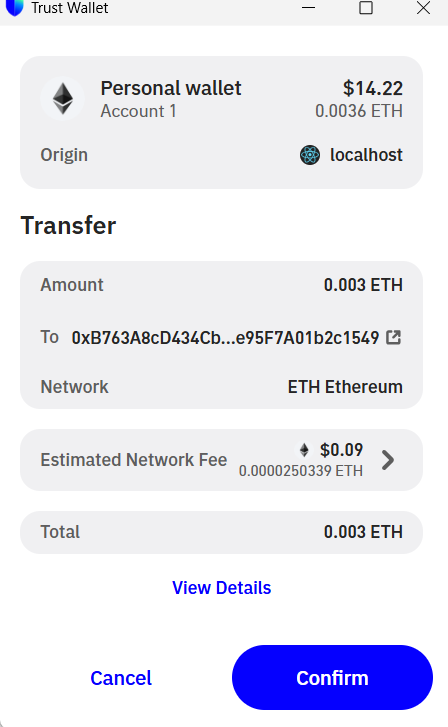 Trust Wallet
Personal wallet $14.22
Account 1 0.0036 ETH
Origin localhost
Transfer
Amount 0.003 ETH
To 0xB763A8cD434Cb...e95F7A01b2c1549
Network ETH Ethereum
Estimated Network Fee $0.09
0.0000250339 ETH
Total 0.003 ETH
View Details
Cancel Confirm